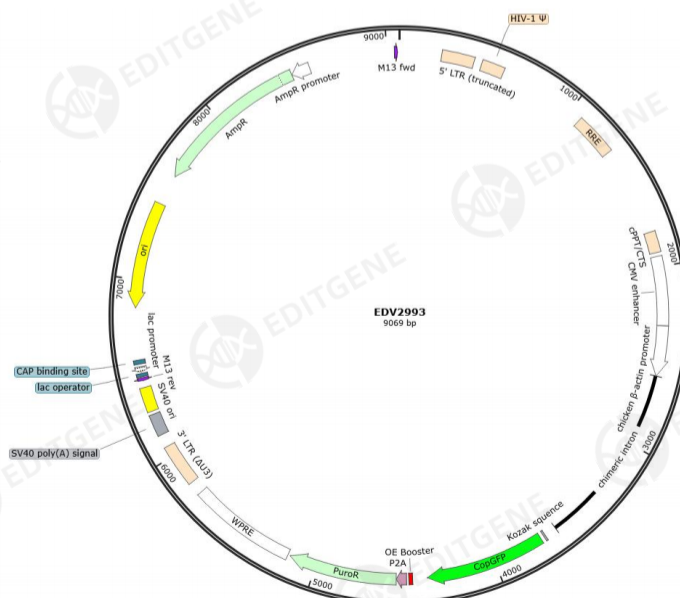 HIV-1 Ψ
9000
M13 fwd
5' LTR (truncated)
1000
RRE
AmpR promoter
AmpR
8000
cPPT/CTS
2000
CMV enhancer
ori
7000
EDV2993
9069 bp
chicken β-actin promoter
lac promoter
CAP binding site
lac operator
M13 rev
SV40 ori
SV40 poly(A) signal
3' LTR (ΔU3)
6000
3000
chimeric intron
WPRE
Kozak squence
OE Booster
P2A
CopGFP
4000
PuroR
5000
EDITGENE
EDITGENE
EDITGENE
EDITGENE
EDITGENE